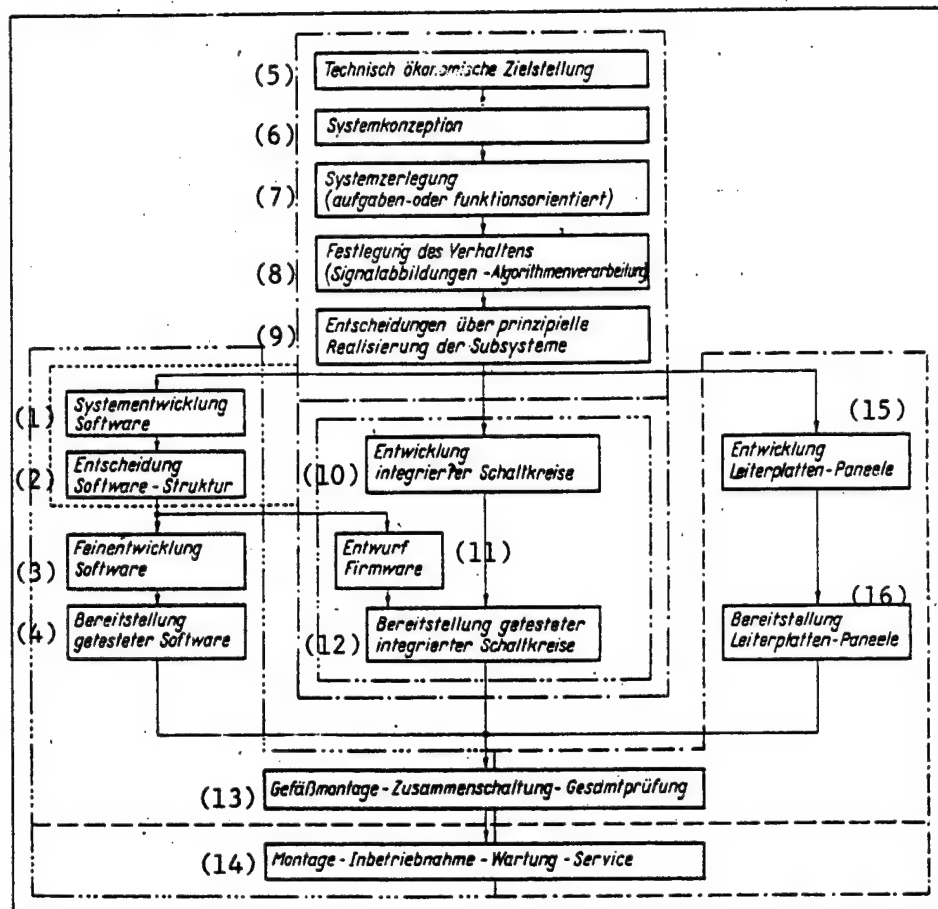 (5) Technisch ökonomische Zielstellung
(6) Systemkonzeption
(7) Systemzerlegung
(aufgaben-oder funktionsorientiert)
(8) Festlegung des Verhaltens
(Signalabbildungen -Algorithmenverarbeitung)
(9) Entscheidungen über prinzipielle
Realisierung der Subsysteme
(1) Systementwicklung
Software
(2) Entscheidung
Software-Struktur
(3) Feinentwicklung
Software
(4) Bereitstellung
getesteter Software
(10) Entwicklung
integrierter Schaltkreise
(11) Entwurf
Firmware
(12) Bereitstellung getesteter
integrierter Schaltkreise
(15)
Entwicklung
Leiterplatten-Paneele
(16)
Bereitstellung
Leiterplatten-Paneele
(13) Gefäßmontage-Zusammenschaltung-Gesamtprüfung
(14) Montage-Inbetriebnahme-Wartung-Service